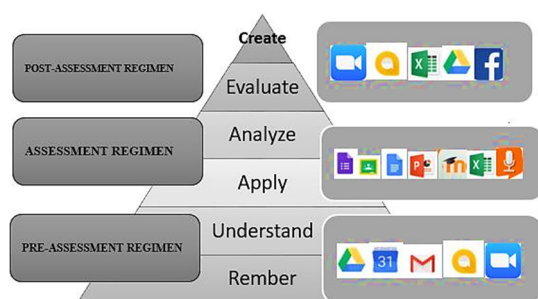 Create
POST-ASSESSMENT REGIMEN
Evaluate
Analyze
ASSESSMENT REGIMEN
Apply
Understand
PRE-ASSESSMENT REGIMEN
Rember
X
f
P
m
X
31